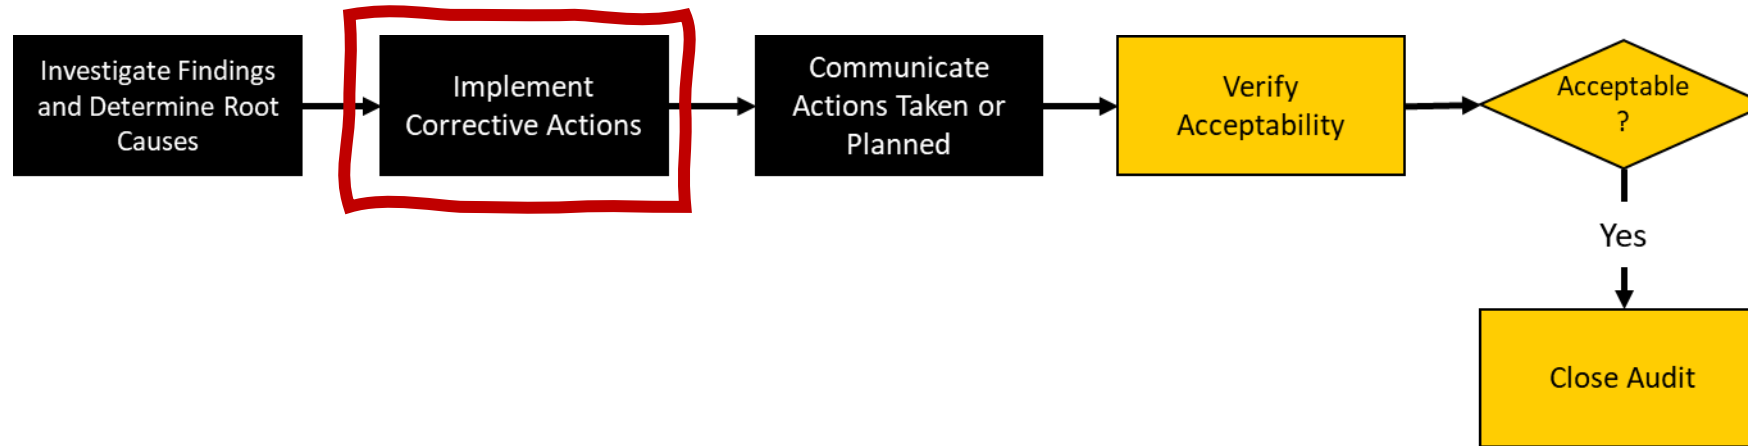 Investigate Findings
and Determine Root
Causes
Implement
Corrective Actions
Communicate
Actions Taken or
Planned
Verify
Acceptability
Acceptable
?
Yes
Close Audit